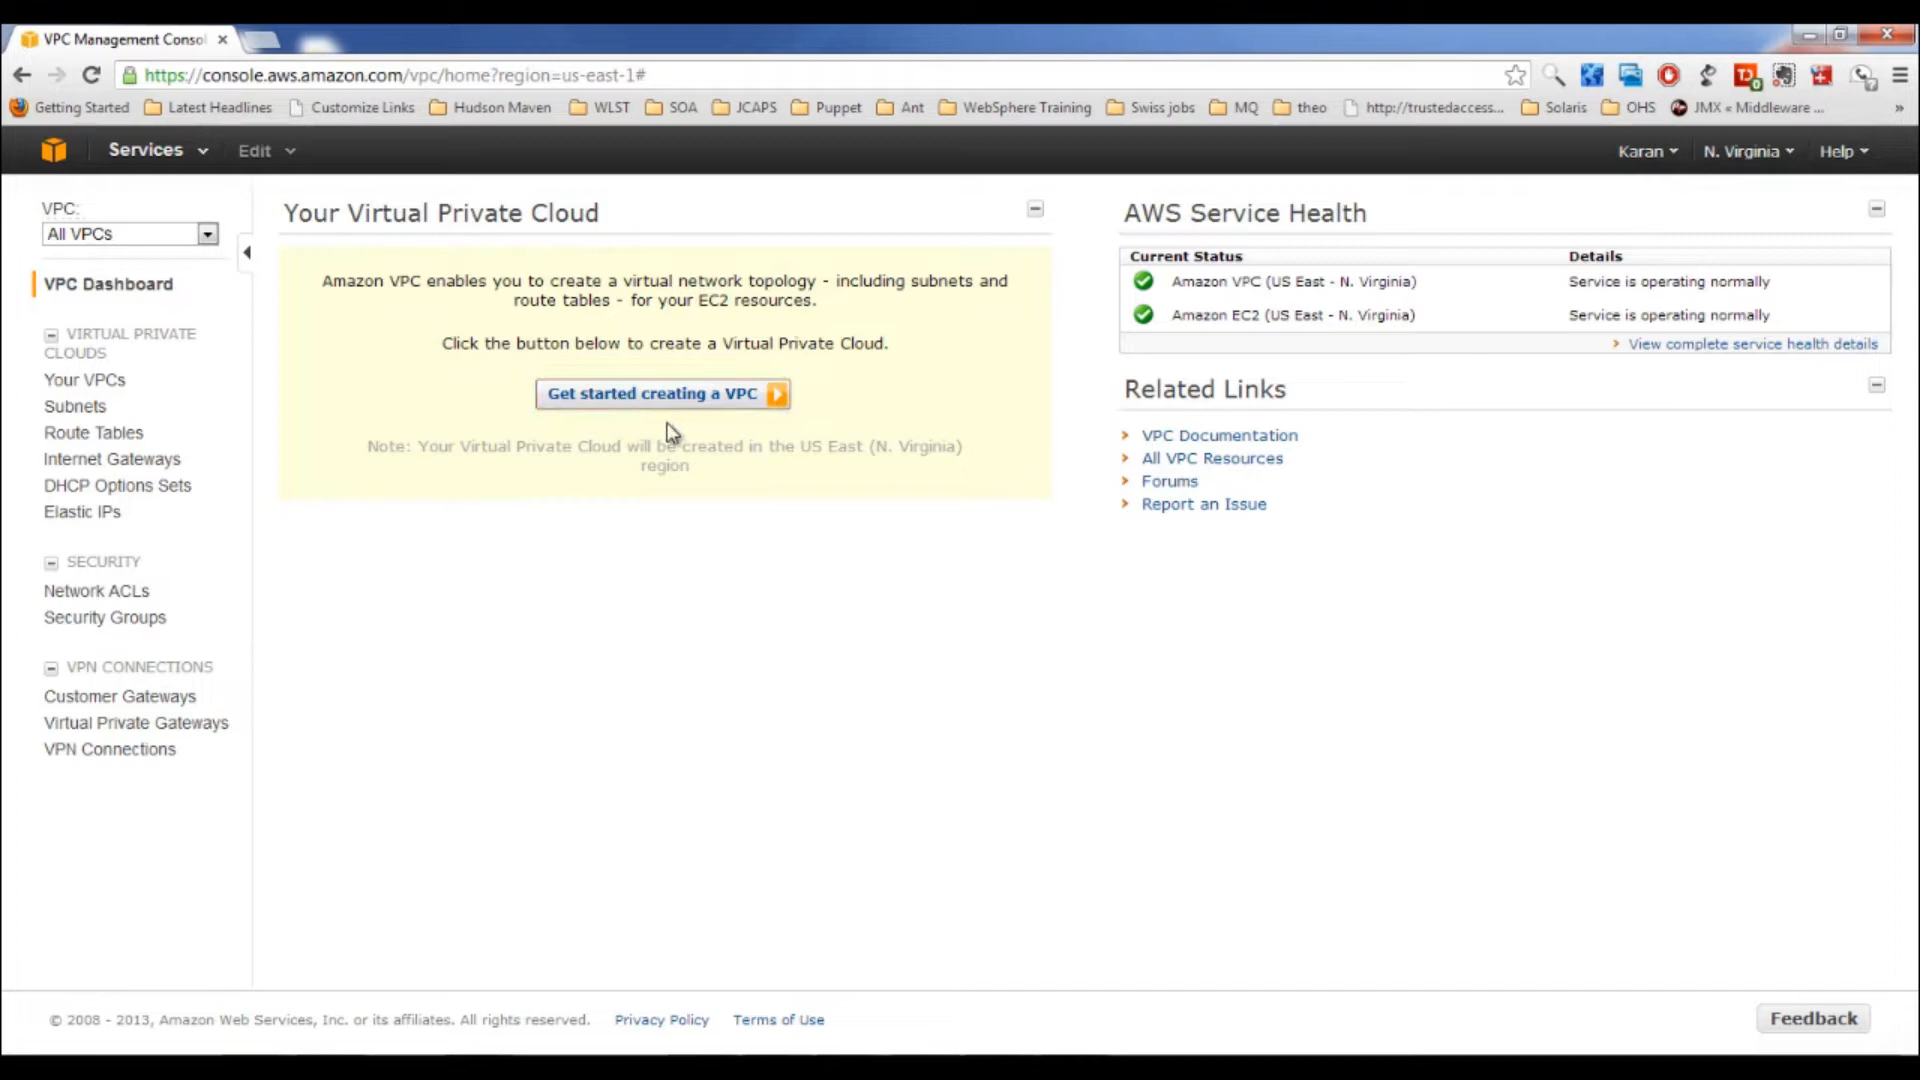 VPC Management Consol
https://console.aws.amazon.com/vpc/home?region=us-east-1#
Getting Started Latest Headlines Customize Links Hudson Maven WLST SOA JCAPS Puppet Ant WebSphere Training Swiss jobs MQ theo http://trustedaccess... Solaris OHS JMX « Middleware ... »
Services Edit Karan N. Virginia Help
VPC:
All VPCs
VPC Dashboard
VIRTUAL PRIVATE
CLOUDS
Your VPCs
Subnets
Route Tables
Internet Gateways
DHCP Options Sets
Elastic IPs
SECURITY
Network ACLs
Security Groups
VPN CONNECTIONS
Customer Gateways
Virtual Private Gateways
VPN Connections
Your Virtual Private Cloud
Amazon VPC enables you to create a virtual network topology - including subnets and
route tables - for your EC2 resources.
Click the button below to create a Virtual Private Cloud.
Get started creating a VPC
Note: Your Virtual Private Cloud will be created in the US East (N. Virginia)
region
AWS Service Health
Current Status Details
Amazon VPC (US East - N. Virginia) Service is operating normally
Amazon EC2 (US East - N. Virginia) Service is operating normally
View complete service health details
Related Links
VPC Documentation
All VPC Resources
Forums
Report an Issue
© 2008 - 2013, Amazon Web Services, Inc. or its affiliates. All rights reserved. Privacy Policy Terms of Use
Feedback